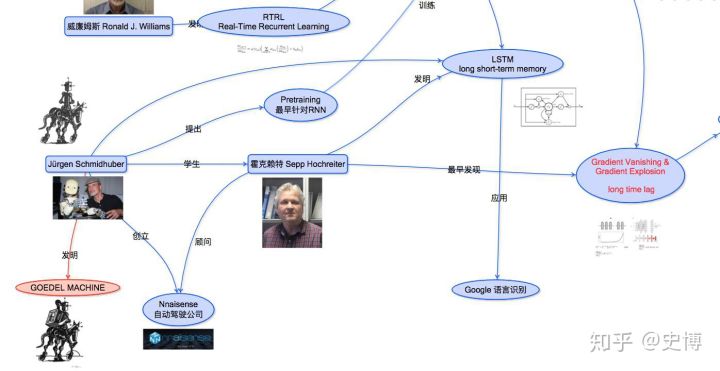 训练
威廉姆斯 Ronald J. Williams
发
RTRL
Real-Time Recurrent Learning
LSTM
long short-term memory
发明
Pretraining
最早针对RNN
提出
Jürgen Schmidhuber
学生
霍克赖特 Sepp Hochreiter
最早发现
Gradient Vanishing &
Gradient Explosion
long time lag
应用
创立
顾问
发明
GOEDEL MACHINE
Nnaisense
自动驾驶公司
nnaisense
Google 语言识别
知乎 @史博